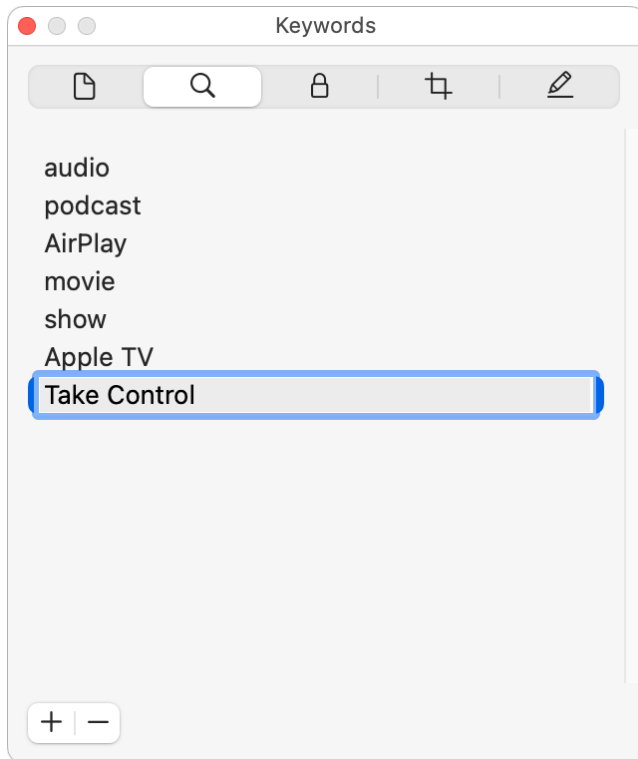 Keywords
audio
podcast
AirPlay
movie
show
Apple TV
Take Control